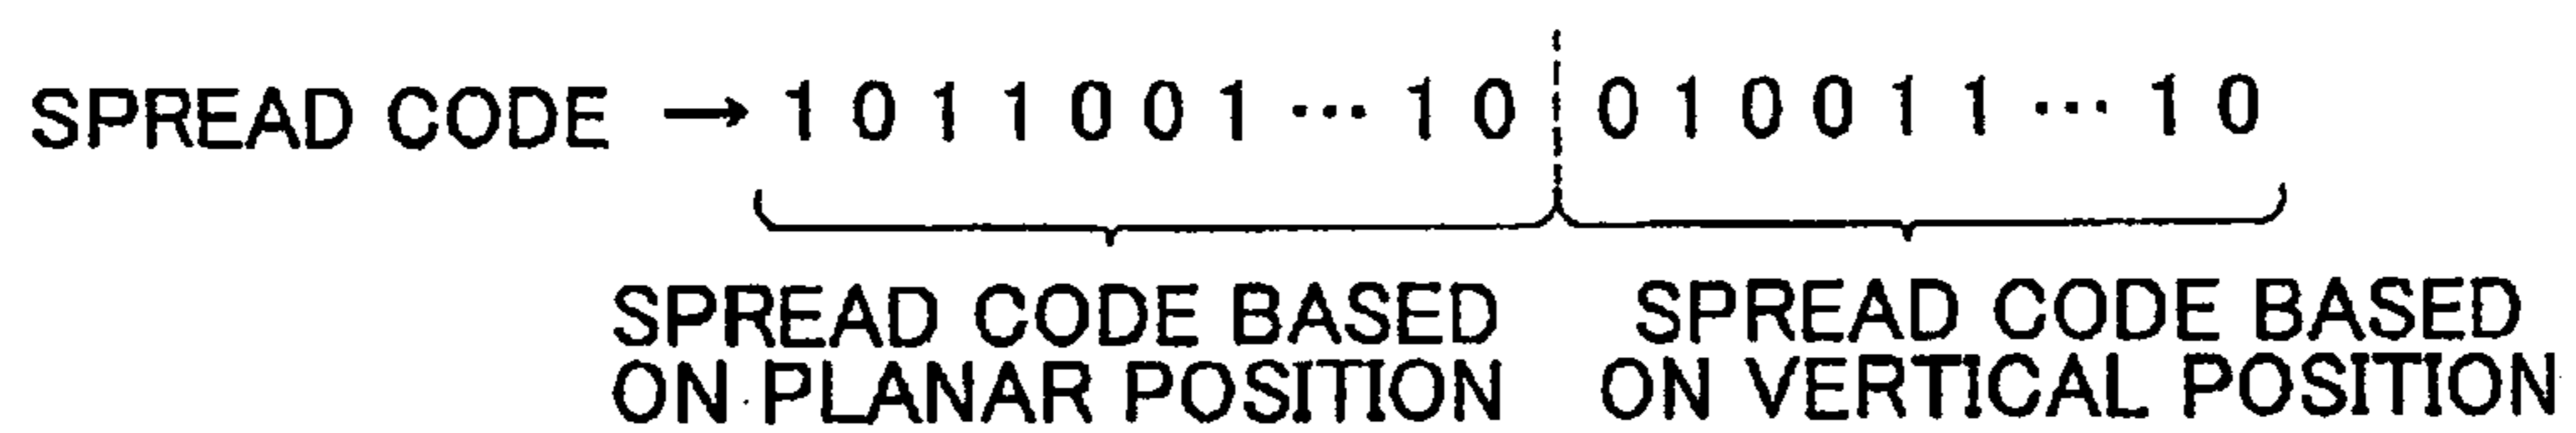 SPREAD CODE → 1 0 1 1 0 0 1 ··· 1 0 0 1 0 0 1 1 ··· 1 0
SPREAD CODE BASED ON PLANAR POSITION
SPREAD CODE BASED ON VERTICAL POSITION